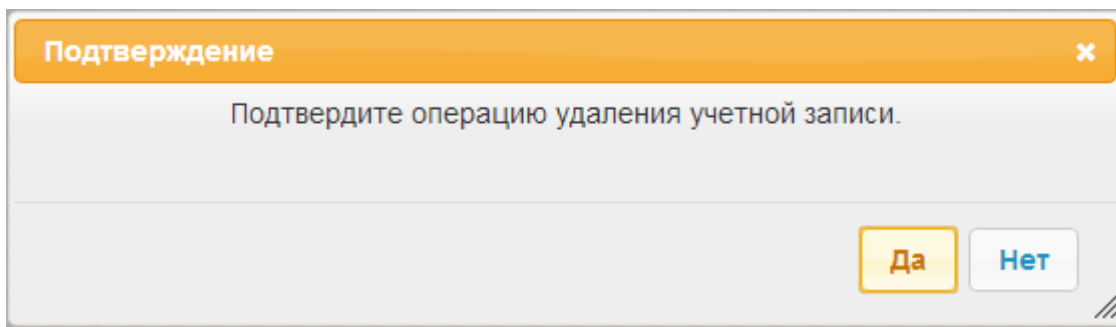 Подтверждение
Подтвердите операцию удаления учетной записи.
Да Нет